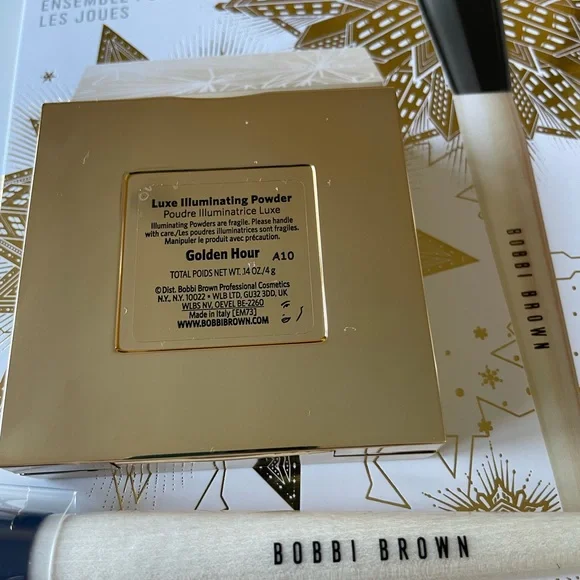 LES JOUES
Luxe Illuminating Powder
Poudre Illuminatrice Luxe
Illuminating Powders are fragile. Please handle
with care./Les poudres illuminatrices sont fragiles.
Manipuler le produit avec précaution.
Golden Hour A10
TOTAL POIDS NET WT. .14 OZ/4 g
© Dist. Bobbi Brown Professional Cosmetics
N.Y., N.Y. 10022 • WLB LTD, GU32 3DD, UK
WLBS NV, OEVEL BE-2260
Made in Italy [EM73]
WWW.BOBBIBROWN.COM
BOBBI BROWN
BOBBI BROWN